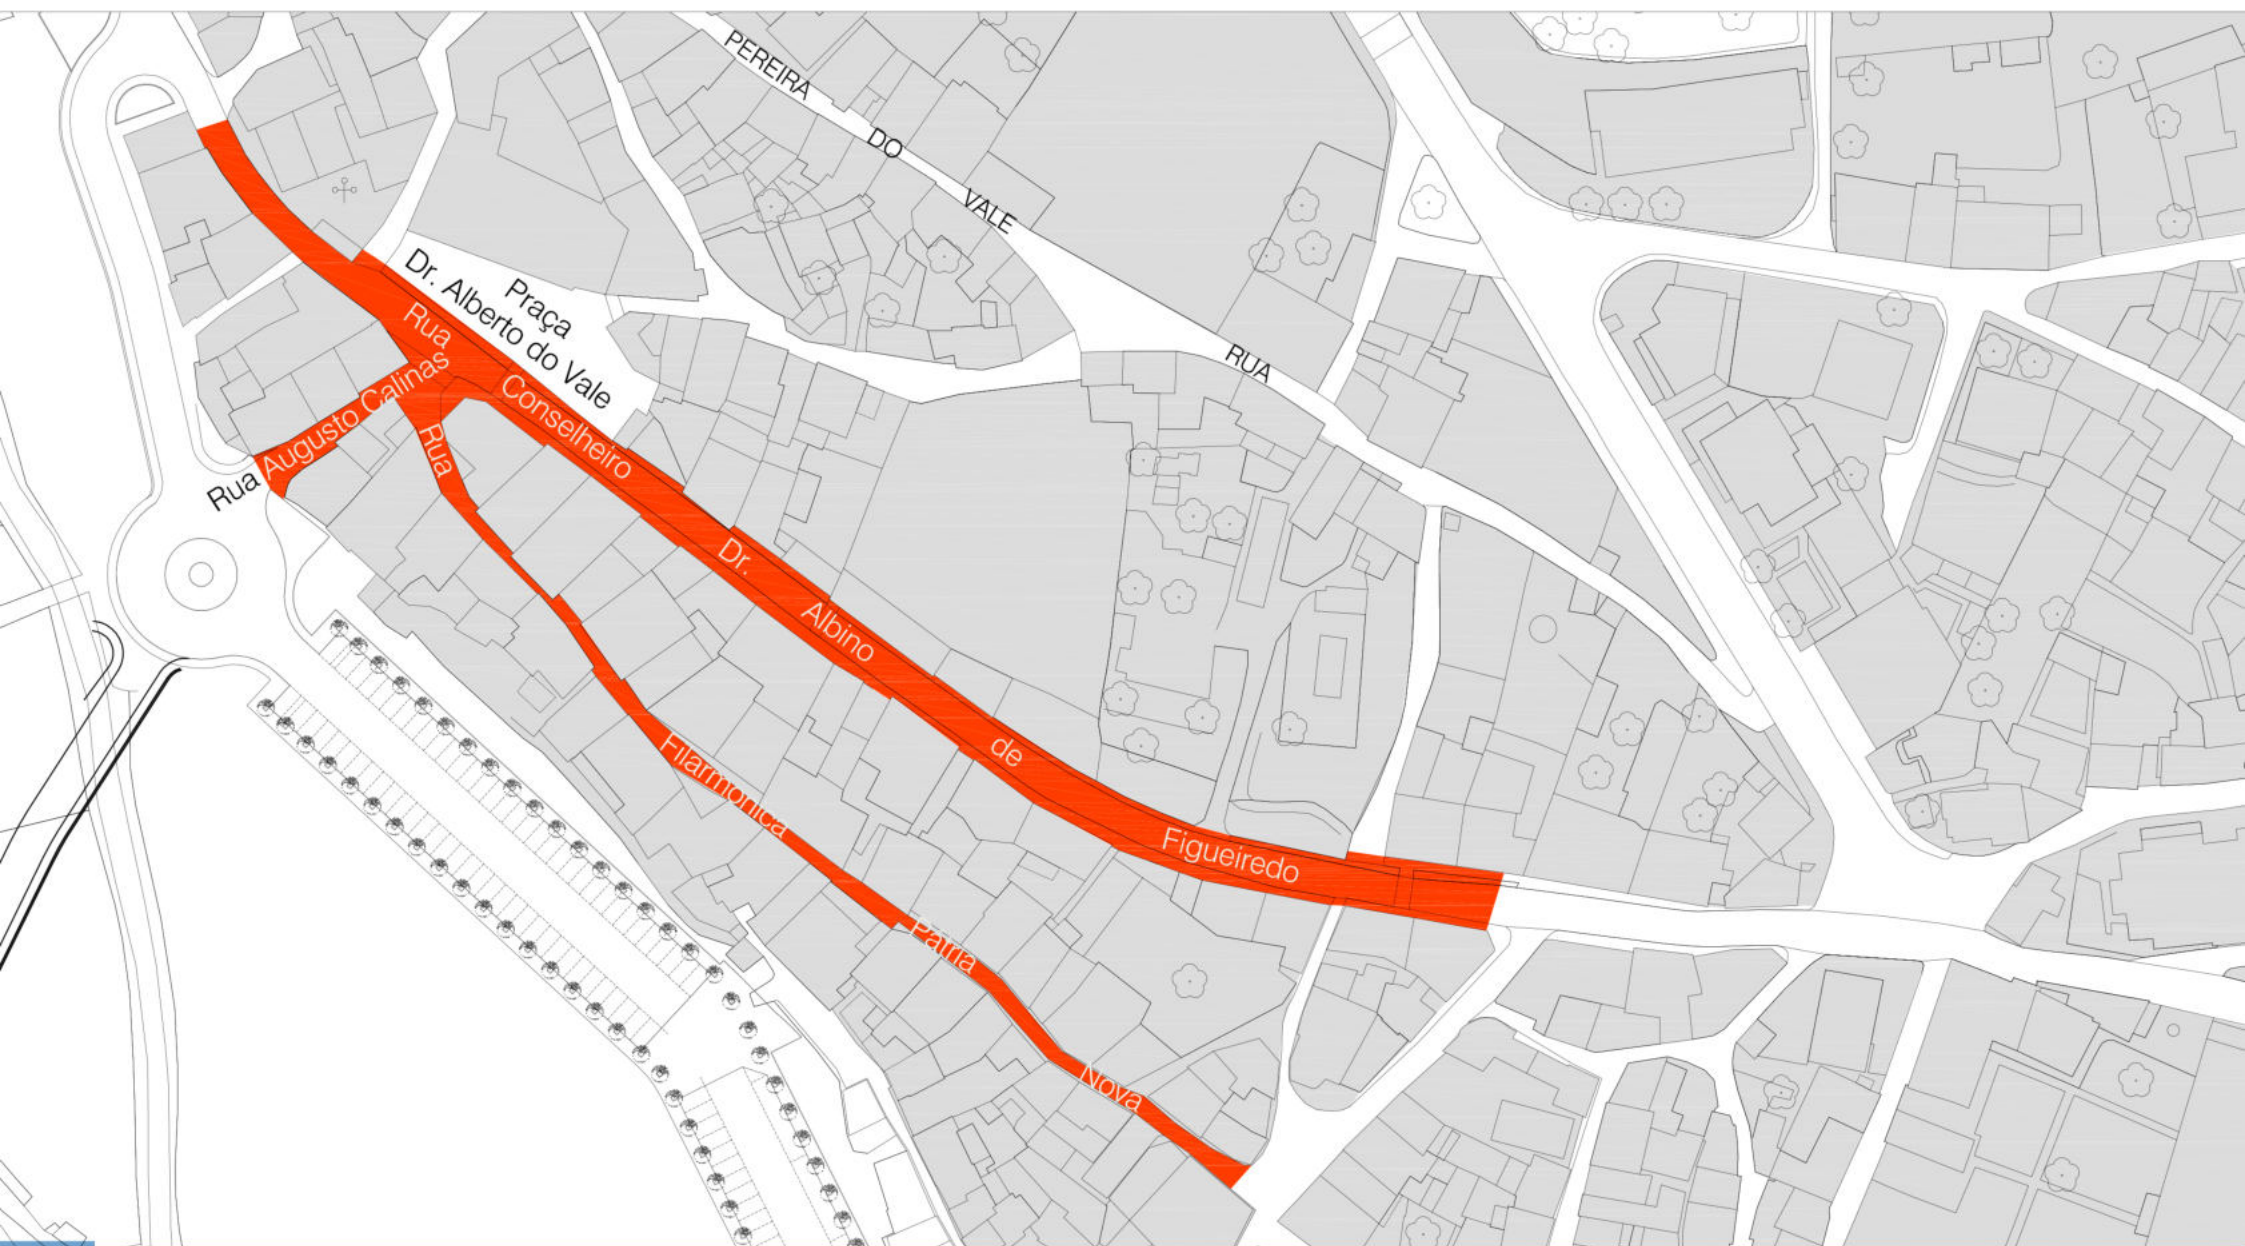 PEREIRA DO VALE
RUA
Praça
Dr. Alberto do Vale
Rua Conselheiro Dr. Albino de Figueiredo
Rua Augusto Calinas
Rua Filarmónica Pátria Nova